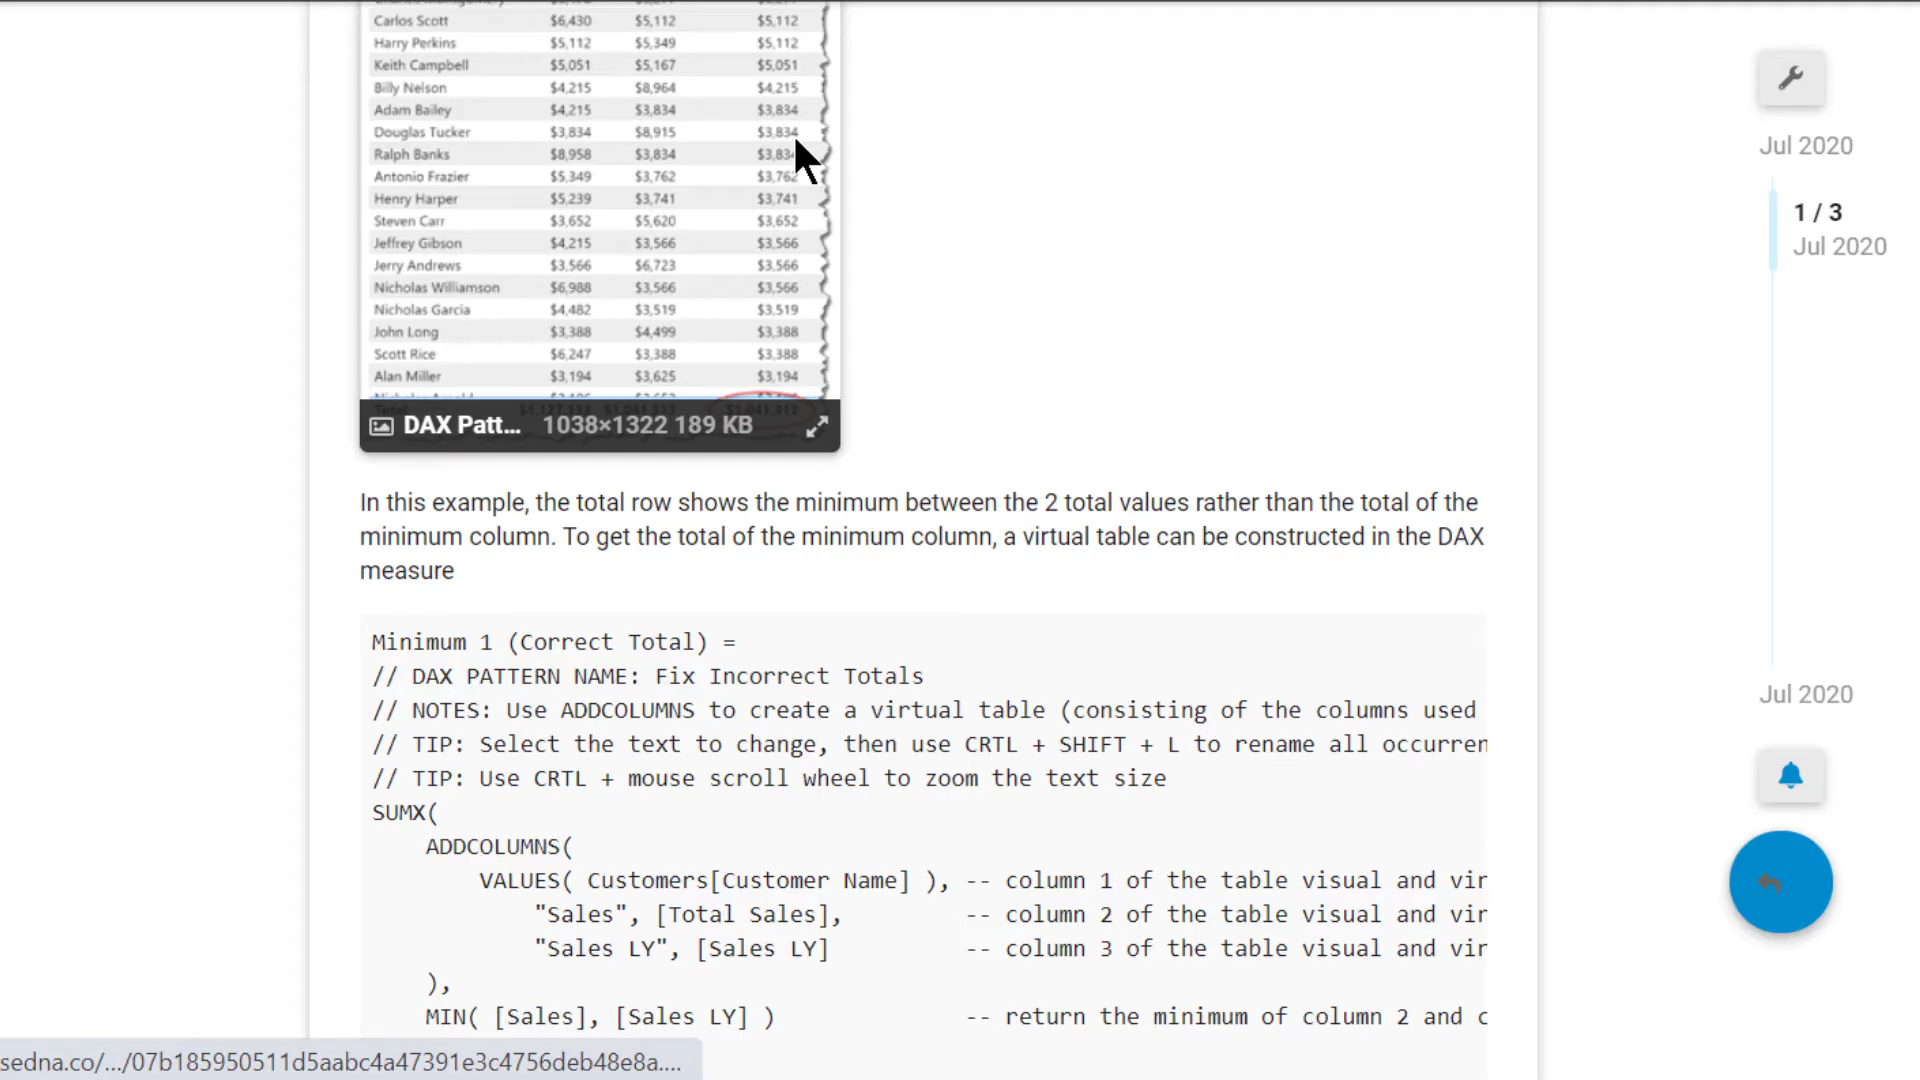 Carlos Scott $6,430 $5,112 $5,112
Harry Perkins $5,112 $5,349 $5,112
Keith Campbell $5,051 $5,167 $5,051
Billy Nelson $4,215 $8,964 $4,215
Adam Bailey $4,215 $3,834 $3,834
Douglas Tucker $3,834 $8,915 $3,834
Ralph Banks $8,958 $3,834 $3,834
Antonio Frazier $5,349 $3,762 $3,762
Henry Harper $5,239 $3,741 $3,741
Steven Carr $3,652 $5,620 $3,652
Jeffrey Gibson $4,215 $3,566 $3,566
Jerry Andrews $3,566 $6,723 $3,566
Nicholas Williamson $6,988 $3,566 $3,566
Nicholas Garcia $4,482 $3,519 $3,519
John Long $3,388 $4,499 $3,388
Scott Rice $6,247 $3,388 $3,388
Alan Miller $3,194 $3,625 $3,194
DAX Patt... 1038×1322 189 KB
In this example, the total row shows the minimum between the 2 total values rather than the total of the
minimum column. To get the total of the minimum column, a virtual table can be constructed in the DAX
measure
Minimum 1 (Correct Total) =
// DAX PATTERN NAME: Fix Incorrect Totals
// NOTES: Use ADDCOLUMNS to create a virtual table (consisting of the columns used
// TIP: Select the text to change, then use CRTL + SHIFT + L to rename all occurren
// TIP: Use CRTL + mouse scroll wheel to zoom the text size
SUMX(
ADDCOLUMNS(
VALUES( Customers[Customer Name] ), -- column 1 of the table visual and vir
"Sales", [Total Sales], -- column 2 of the table visual and vir
"Sales LY", [Sales LY] -- column 3 of the table visual and vir
),
MIN( [Sales], [Sales LY] ) -- return the minimum of column 2 and c
sedna.co/.../07b185950511d5aabc4a47391e3c4756deb48e8a....
Jul 2020
1 / 3
Jul 2020
Jul 2020